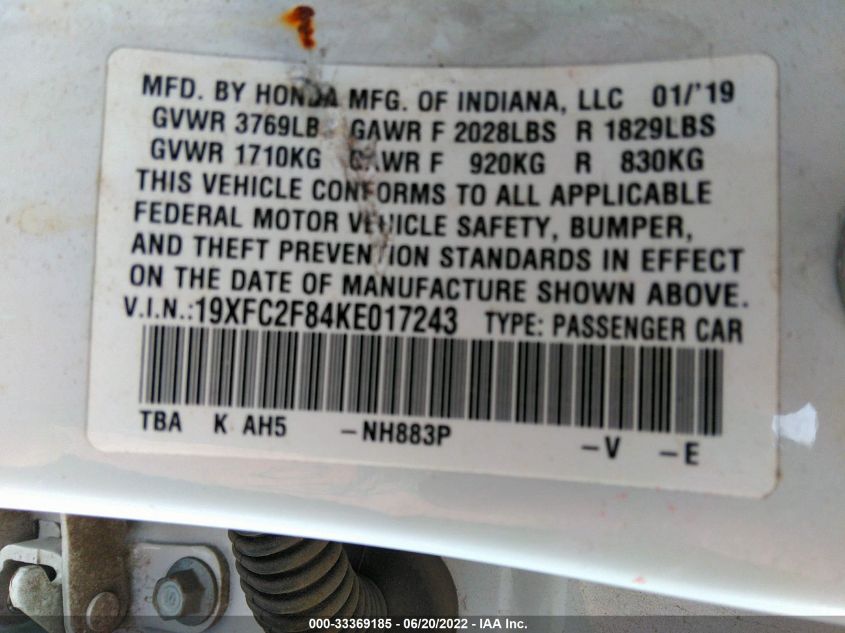 MFD. BY HONDA MFG. OF INDIANA, LLC 01/'19
GVWR 3769LB GAWR F 2028LBS R 1829LBS
GVWR 1710KG GAWR F 920KG R 830KG
THIS VEHICLE CONFORMS TO ALL APPLICABLE
FEDERAL MOTOR VEHICLE SAFETY, BUMPER,
AND THEFT PREVENTION STANDARDS IN EFFECT
ON THE DATE OF MANUFACTURE SHOWN ABOVE.
V.I.N.:19XFC2F84KE017243 TYPE: PASSENGER CAR
TBA K AH5 -NH883P -V -E
000-33369185 - 06/20/2022 - IAA Inc.